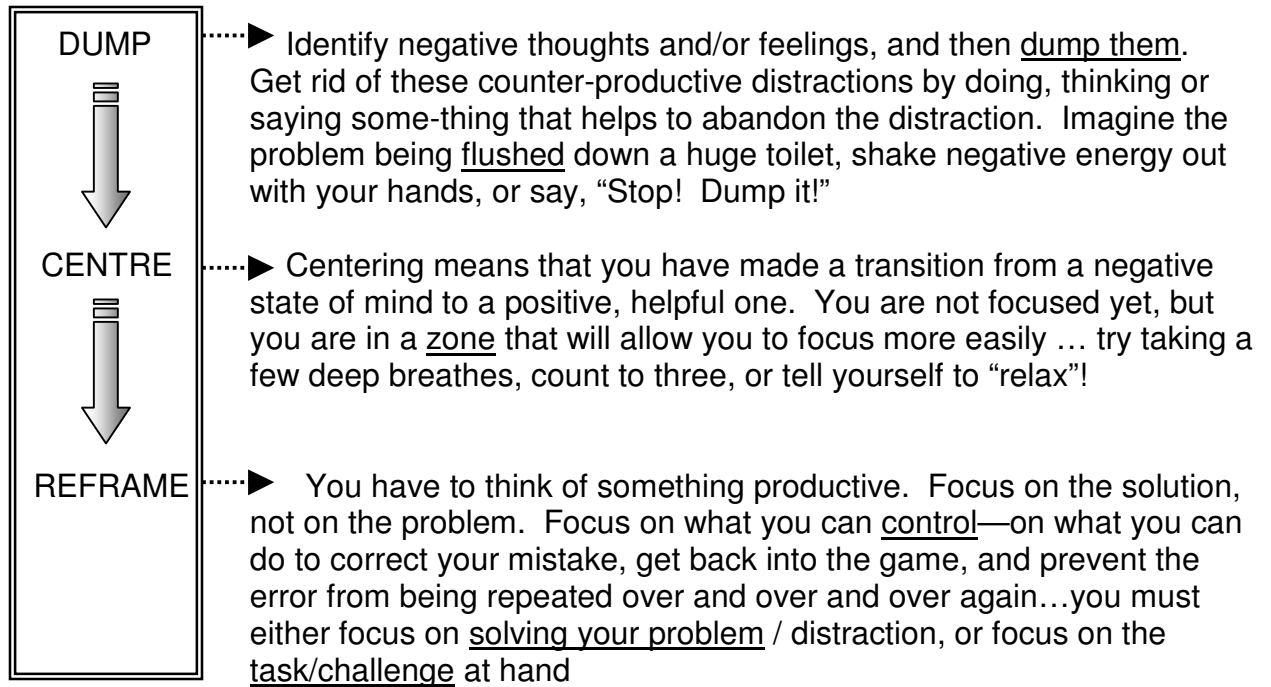 DUMP
Identify negative thoughts and/or feelings, and then dump them.
Get rid of these counter-productive distractions by doing, thinking or
saying some-thing that helps to abandon the distraction. Imagine the
problem being flushed down a huge toilet, shake negative energy out
with your hands, or say, “Stop! Dump it!”
CENTRE
Centering means that you have made a transition from a negative
state of mind to a positive, helpful one. You are not focused yet, but
you are in a zone that will allow you to focus more easily … try taking a
few deep breathes, count to three, or tell yourself to “relax”!
REFRAME
You have to think of something productive. Focus on the solution,
not on the problem. Focus on what you can control—on what you can
do to correct your mistake, get back into the game, and prevent the
error from being repeated over and over and over again…you must
either focus on solving your problem / distraction, or focus on the
task/challenge at hand